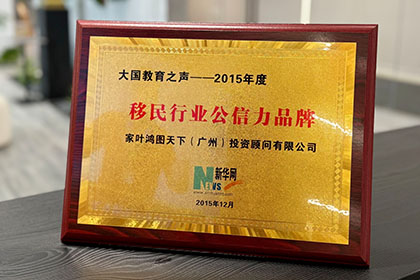 大国教育之声——2015年度
移民行业公信力品牌
家叶鸿图天下（广州）投资顾问有限公司
NEWS 新华网
2015年12月